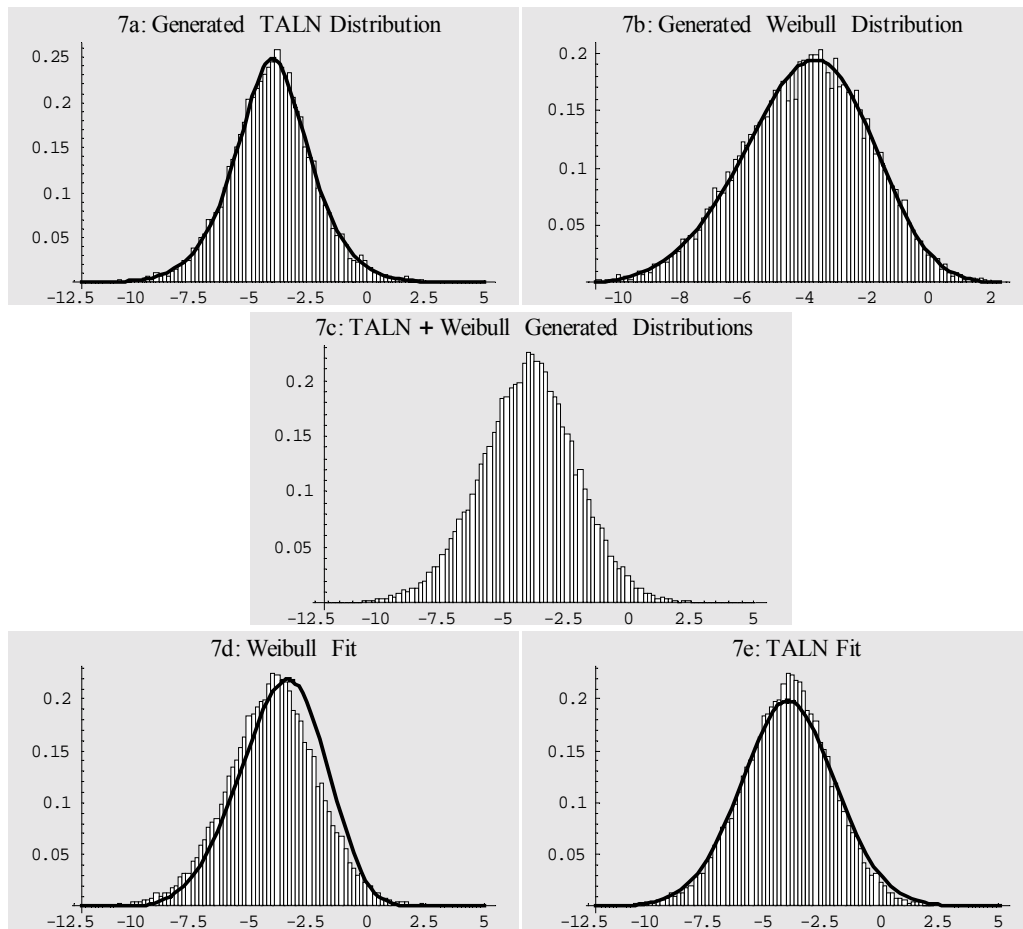 7a: Generated TALN Distribution
0.25
0.2
0.15
0.1
0.05
-12.5 -10 -7.5 -5 -2.5 0 2.5 5
7b: Generated Weibull Distribution
0.2
0.15
0.1
0.05
-10 -8 -6 -4 -2 0 2
7c: TALN + Weibull Generated Distributions
0.2
0.15
0.1
0.05
-12.5 -10 -7.5 -5 -2.5 0 2.5 5
7d: Weibull Fit
0.2
0.15
0.1
0.05
-12.5 -10 -7.5 -5 -2.5 0 2.5 5
7e: TALN Fit
0.2
0.15
0.1
0.05
-12.5 -10 -7.5 -5 -2.5 0 2.5 5